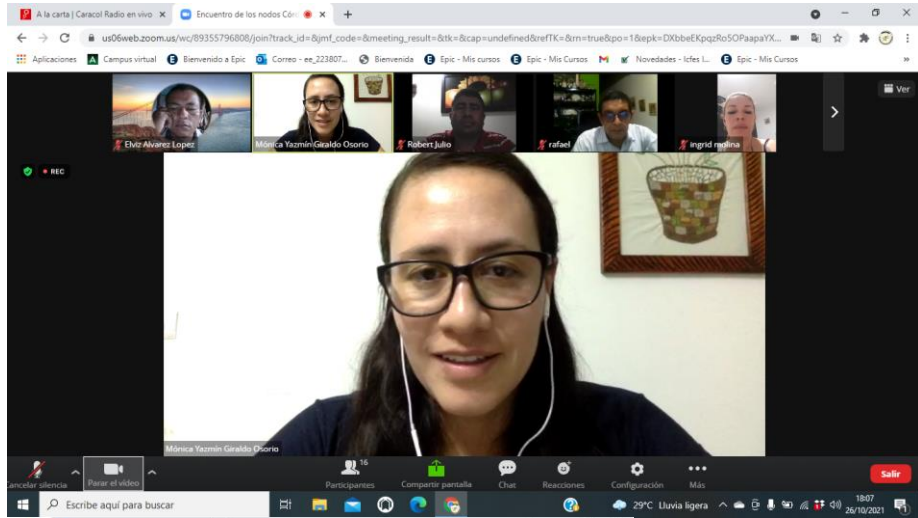 A la carta | Caracol Radio en vivo
Encuentro de los nodos Córd
us06web.zoom.us/wc/89355796808/join?track_id=&jmf_code=&meeting_result=&tk=&cap=undefined&refTK=&rn=true&po=1&epk=DXbbeEKpqzRo5OPaapaYX...
Aplicaciones
Campus virtual
Bienvenido a Epic
Correo - ee_223807...
Bienvenida
Epic - Mis cursos
Epic - Mis Cursos
Novedades - Icfes I...
Epic - Mis Cursos
Ver
Elviz Alvarez Lopez
Mónica Yazmín Giraldo Osorio
Robert Julio
rafael
ingrid molina
REC
Mónica Yazmín Giraldo Osorio
Cancelar silencia
Parar el vídeo
16
Participantes
Compartir pantalla
Chat
Reacciones
Configuración
Más
Salir
Escribe aquí para buscar
29°C Lluvia ligera
18:07
26/10/2021